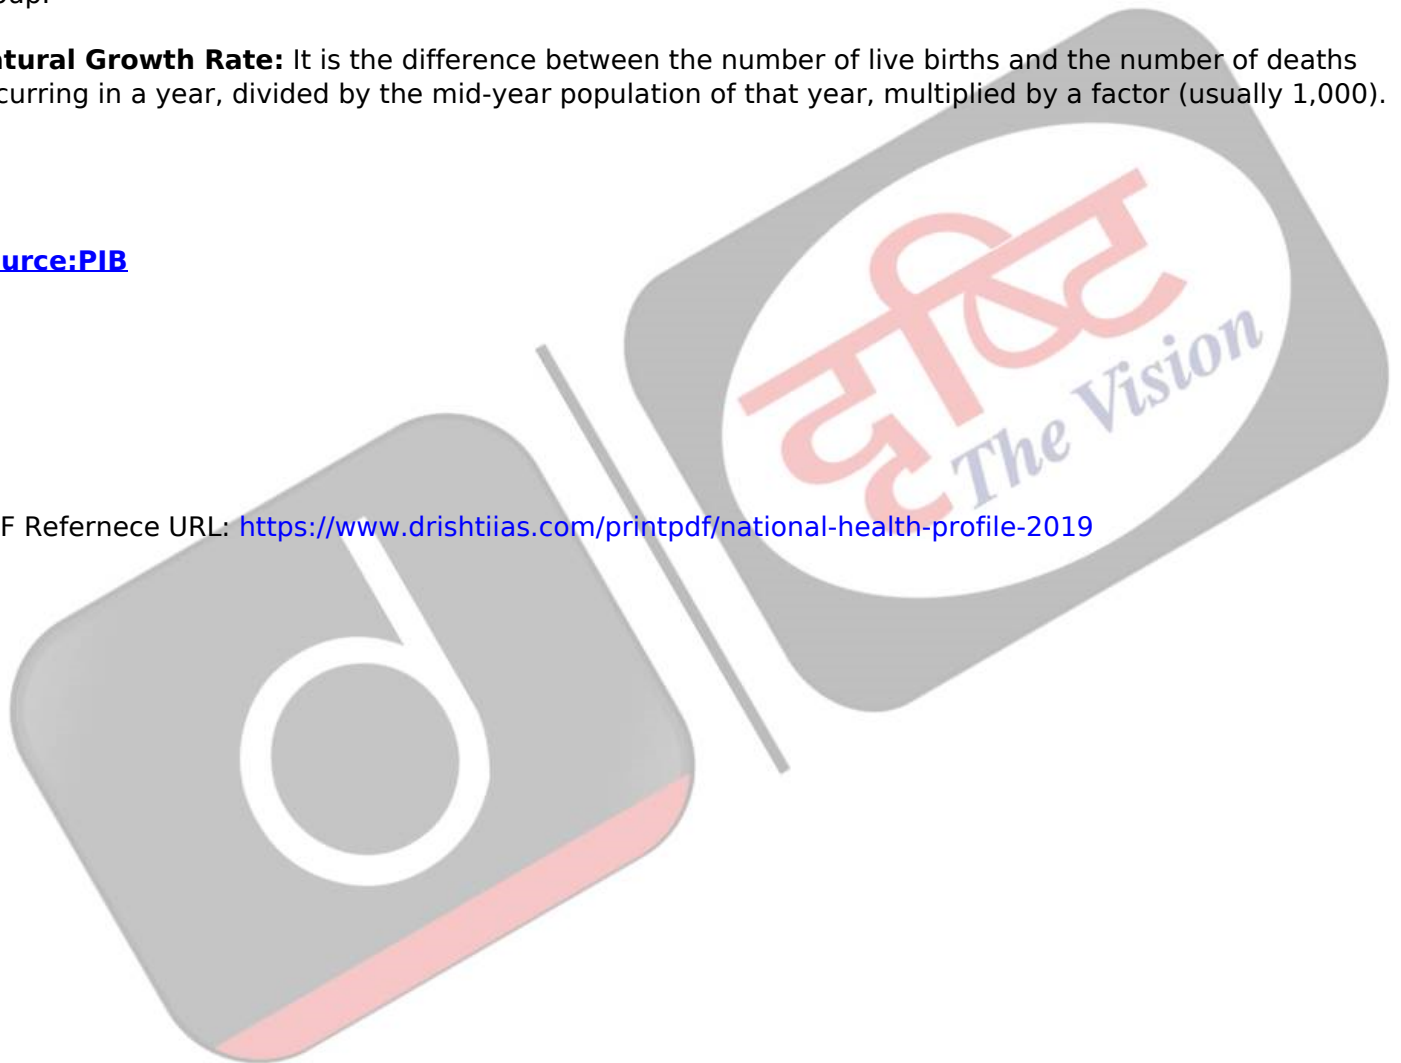 tural Growth Rate: It is the difference between the number of live births and the number of deaths
curring in a year, divided by the mid-year population of that year, multiplied by a factor (usually 1,000).
urce:PIB
दृष्टि
The Vision
F Refernece URL: https://www.drishtiias.com/printpdf/national-health-profile-2019
d